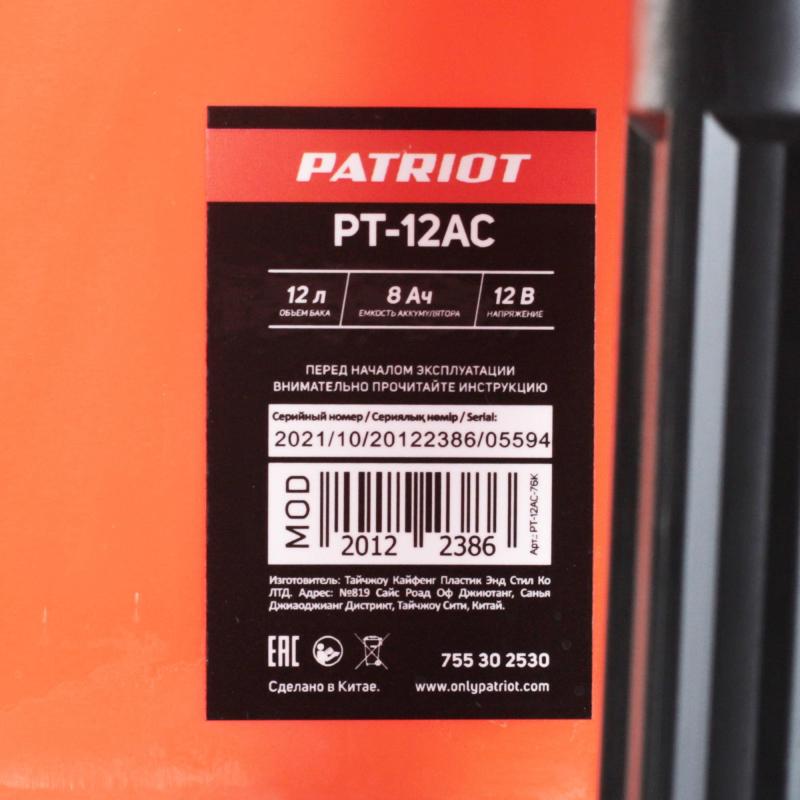 PATRIOT
PT-12AC
12 л 8 Ач 12 В
ОБЪЕМ БАКА ЕМКОСТЬ АККУМУЛЯТОРА НАПРЯЖЕНИЕ
ПЕРЕД НАЧАЛОМ ЭКСПЛУАТАЦИИ
ВНИМАТЕЛЬНО ПРОЧИТАЙТЕ ИНСТРУКЦИЮ
Серийный номер / Сериялық нөмір / Serial:
2021/10/20122386/05594
MOD
2012 2386
Арт.: PT-12AC-76K
Изготовитель: Тайчжоу Кайфенг Пластик Энд Стил Ко
ЛТД. Адрес: №819 Сайс Роад Оф Джиютанг, Санья
Джиаоджианг Дистрикт, Тайчжоу Сити, Китай.
EAC
755 30 2530
Сделано в Китае. www.onlypatriot.com